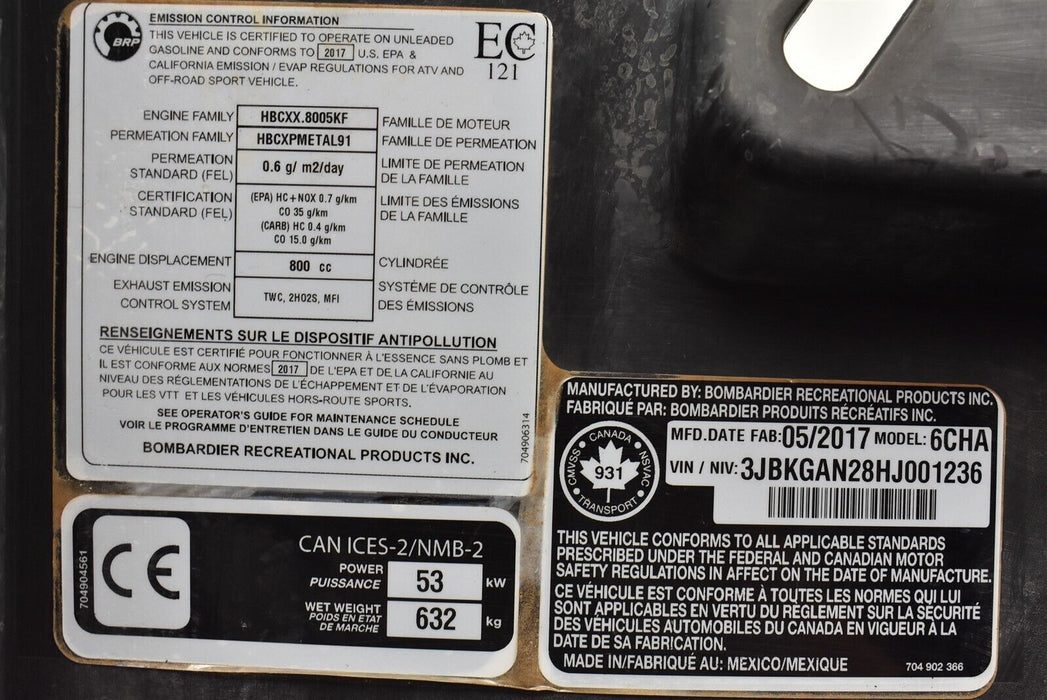 BRP
EMISSION CONTROL INFORMATION
THIS VEHICLE IS CERTIFIED TO OPERATE ON UNLEADED
GASOLINE AND CONFORMS TO 2017 U.S. EPA &
CALIFORNIA EMISSION / EVAP REGULATIONS FOR ATV AND
OFF-ROAD SPORT VEHICLE.
EC
121
ENGINE FAMILY HBCXX.8005KF FAMILLE DE MOTEUR
PERMEATION FAMILY HBCXPMETAL91 FAMILLE DE PERMEATION
PERMEATION
STANDARD (FEL) 0.6 g/ m2/day LIMITE DE PERMEATION
DE LA FAMILLE
CERTIFICATION
STANDARD (FEL)
(EPA) HC+NOX 0.7 g/km
CO 35 g/km
(CARB) HC 0.4 g/km
CO 15.0 g/km
LIMITE DES ÉMISSIONS
DE LA FAMILLE
ENGINE DISPLACEMENT 800 cc CYLINDRÉE
EXHAUST EMISSION
CONTROL SYSTEM TWC, 2HO2S, MFI SYSTÈME DE CONTRÔLE
DES ÉMISSIONS
RENSEIGNEMENTS SUR LE DISPOSITIF ANTIPOLLUTION
CE VÉHICULE EST CERTIFIÉ POUR FONCTIONNER À L'ESSENCE SANS PLOMB ET
IL EST CONFORME AUX NORMES 2017 DE L'EPA ET DE LA CALIFORNIE AU
NIVEAU DES RÉGLEMENTATIONS DE L'ÉCHAPPEMENT ET DE L'ÉVAPORATION
POUR LES VTT ET LES VÉHICULES HORS-ROUTE SPORTS.
SEE OPERATOR'S GUIDE FOR MAINTENANCE SCHEDULE
VOIR LE PROGRAMME D'ENTRETIEN DANS LE GUIDE DU CONDUCTEUR
BOMBARDIER RECREATIONAL PRODUCTS INC.
704906314
704904561
CE
CAN ICES-2/NMB-2
POWER
PUISSANCE 53 kW
WET WEIGHT
POIDS EN ETAT
DE MARCHE 632 kg
MANUFACTURED BY: BOMBARDIER RECREATIONAL PRODUCTS INC.
FABRIQUÉ PAR: BOMBARDIER PRODUITS RÉCRÉATIFS INC.
CANADA
CMVSS
NSVAC
931
TRANSPORT
MFD.DATE FAB:05/2017 MODEL: 6CHA
VIN / NIV: 3JBKGAN28HJ001236
THIS VEHICLE CONFORMS TO ALL APPLICABLE STANDARDS
PRESCRIBED UNDER THE FEDERAL AND CANADIAN MOTOR
SAFETY REGULATIONS IN AFFECT ON THE DATE OF MANUFACTURE.
CE VÉHICULE EST CONFORME À TOUTES LES NORMES QUI LUI
SONT APPLICABLES EN VERTU DU RÈGLEMENT SUR LA SÉCURITÉ
DES VÉHICULES AUTOMOBILES DU CANADA EN VIGUEUR À LA
DATE DE SA FABRICATION.
MADE IN/FABRIQUÉ AU: MEXICO/MEXIQUE
704 902 366